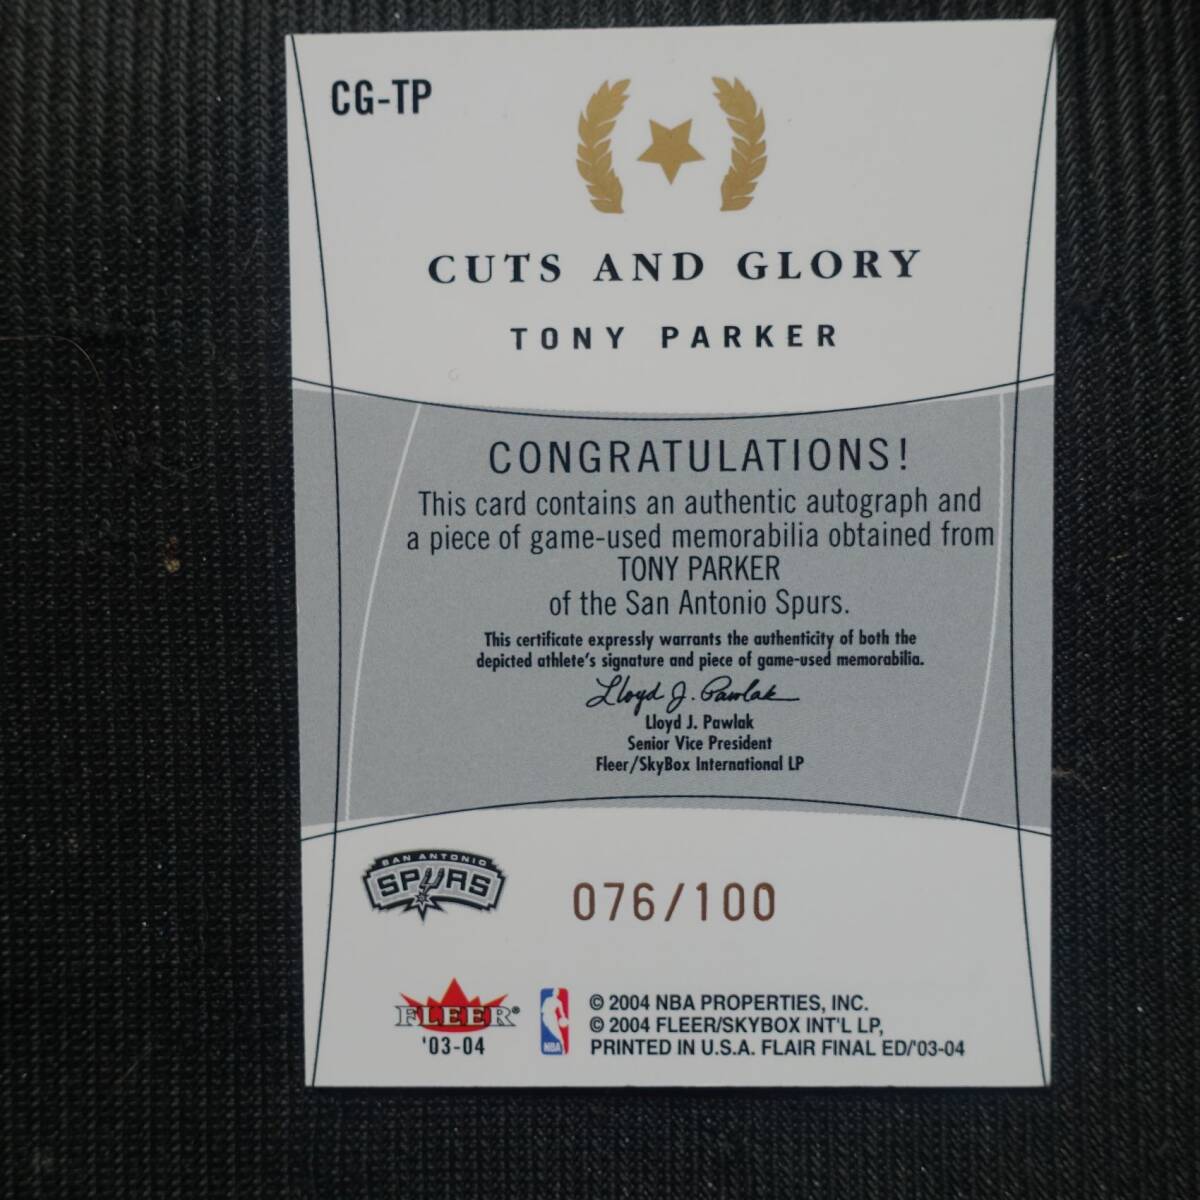 CG-TP
CUTS AND GLORY
TONY PARKER
CONGRATULATIONS!
This card contains an authentic autograph and
a piece of game-used memorabilia obtained from
TONY PARKER
of the San Antonio Spurs.
This certificate expressly warrants the authenticity of both the
depicted athlete's signature and piece of game-used memorabilia.
Lloyd J. Pawlak
Lloyd J. Pawlak
Senior Vice President
Fleer/SkyBox International LP
SAN ANTONIO
SPURS
076/100
FLEER®
'03-04
NBA
© 2004 NBA PROPERTIES, INC.
© 2004 FLEER/SKYBOX INT'L LP,
PRINTED IN U.S.A. FLAIR FINAL ED/'03-04